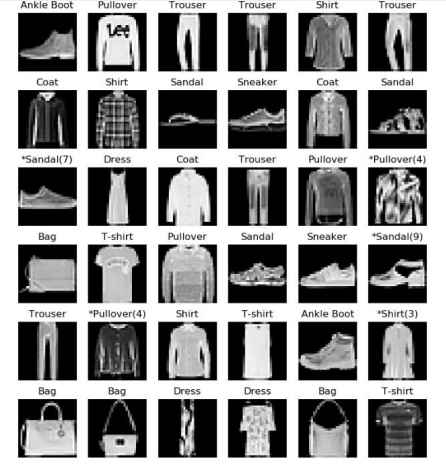 Ankle Boot Pullover Trouser Trouser Shirt Trouser
Lee
Coat Shirt Sandal Sneaker Coat Sandal
*Sandal(7) Dress Coat Trouser Pullover *Pullover(4)
Bag T-shirt Pullover Sandal Sneaker *Sandal(9)
Trouser *Pullover(4) Shirt T-shirt Ankle Boot *Shirt(3)
Bag Bag Dress Dress Bag T-shirt